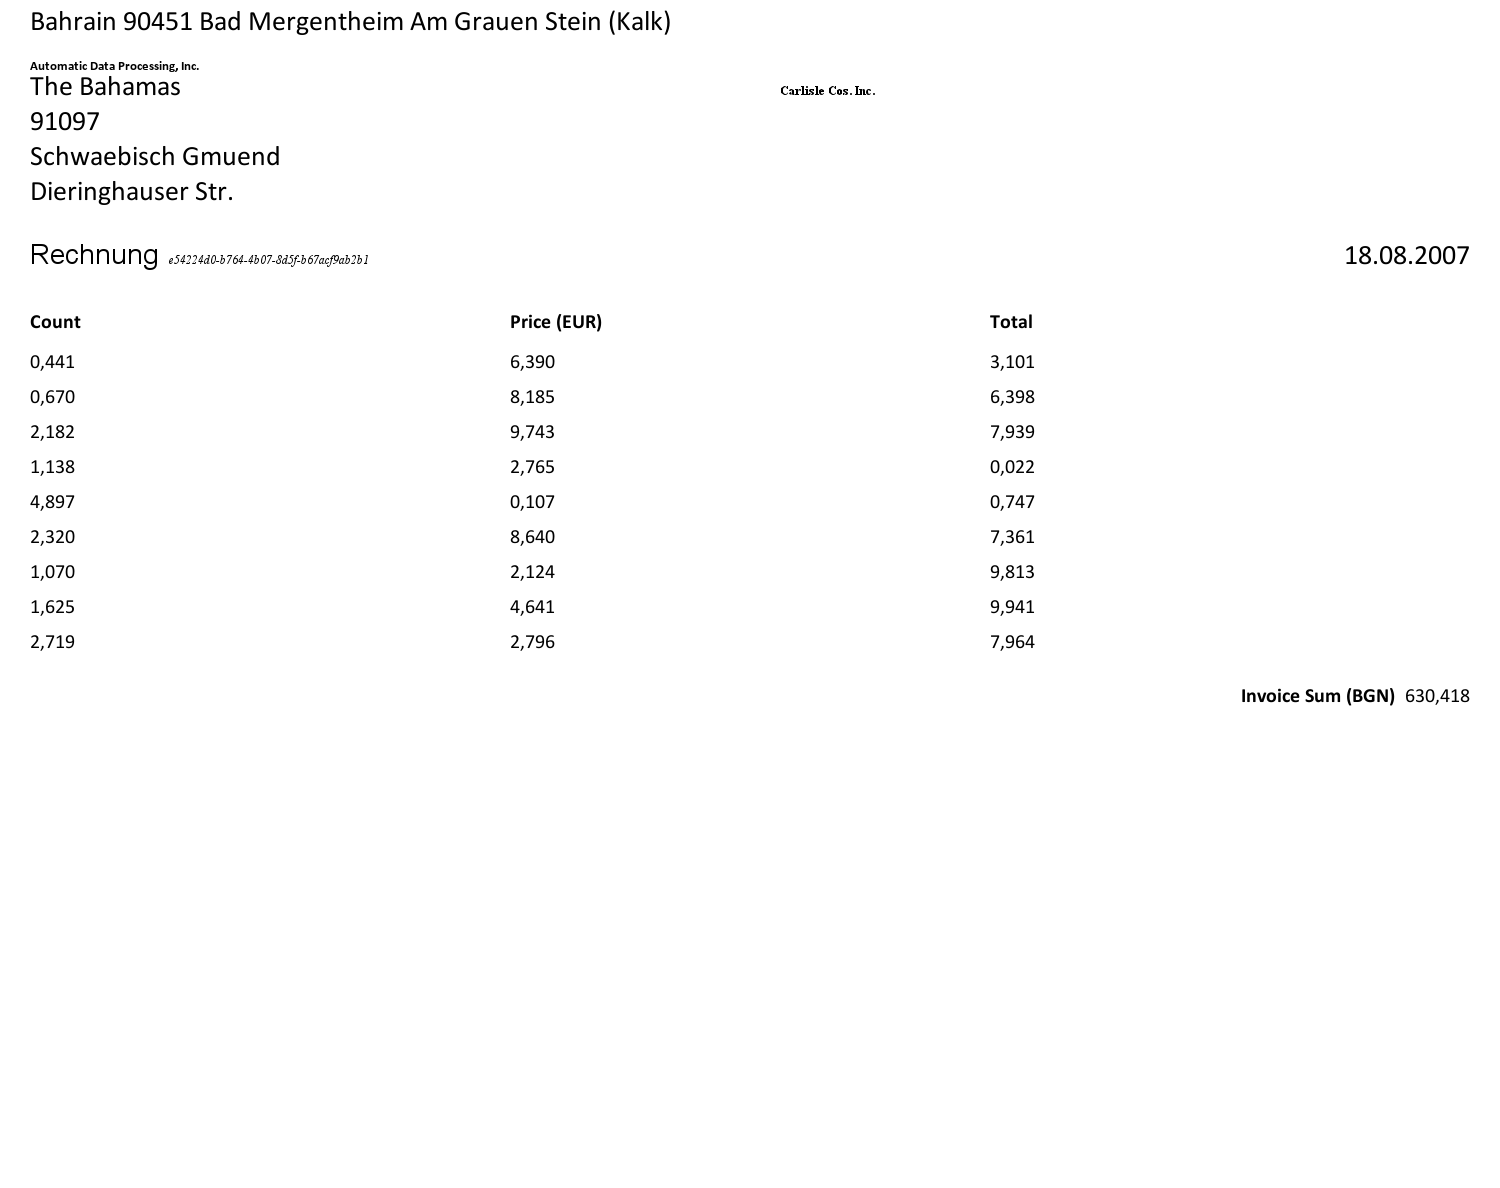 Bahrain 90451 Bad Mergentheim Am Grauen Stein (Kalk)
Automatic Data Processing, Inc.
The Bahamas
Carlisle Cos. Inc.
91097
Schwaebisch Gmuend
Dieringhauser Str.
Rechnung e54224d0-b764-4b07-8d5f-b67acf9ab2b1 18.08.2007
Count Price (EUR) Total
0,441 6,390 3,101
0,670 8,185 6,398
2,182 9,743 7,939
1,138 2,765 0,022
4,897 0,107 0,747
2,320 8,640 7,361
1,070 2,124 9,813
1,625 4,641 9,941
2,719 2,796 7,964
Invoice Sum (BGN) 630,418